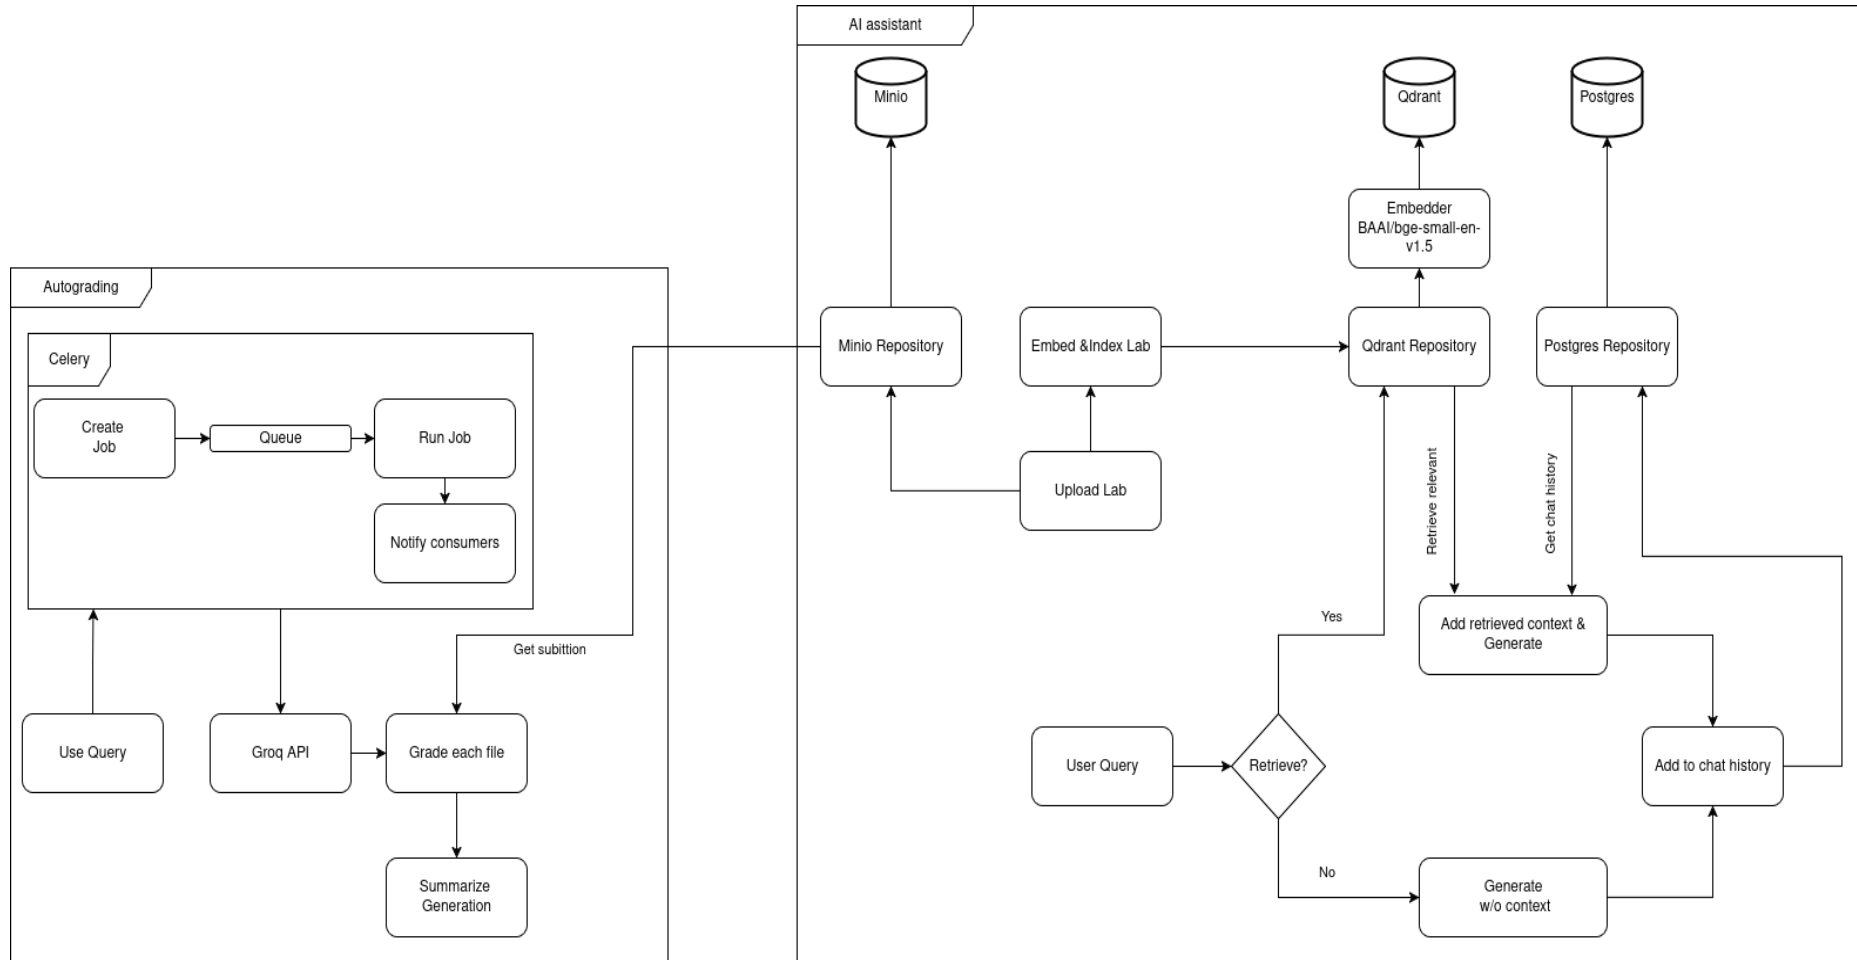 AI assistant
Minio
Qdrant
Postgres
Embedder
BAAI/bge-small-en-
v1.5
Autograding
Celery
Minio Repository
Embed &Index Lab
Qdrant Repository
Postgres Repository
Create
Job
Queue
Run Job
Notify consumers
Upload Lab
Retrieve relevant
Get chat history
Get subittion
Yes
Add retrieved context &
Generate
Use Query
Groq API
Grade each file
User Query
Retrieve?
Add to chat history
No
Summarize
Generation
Generate
w/o context